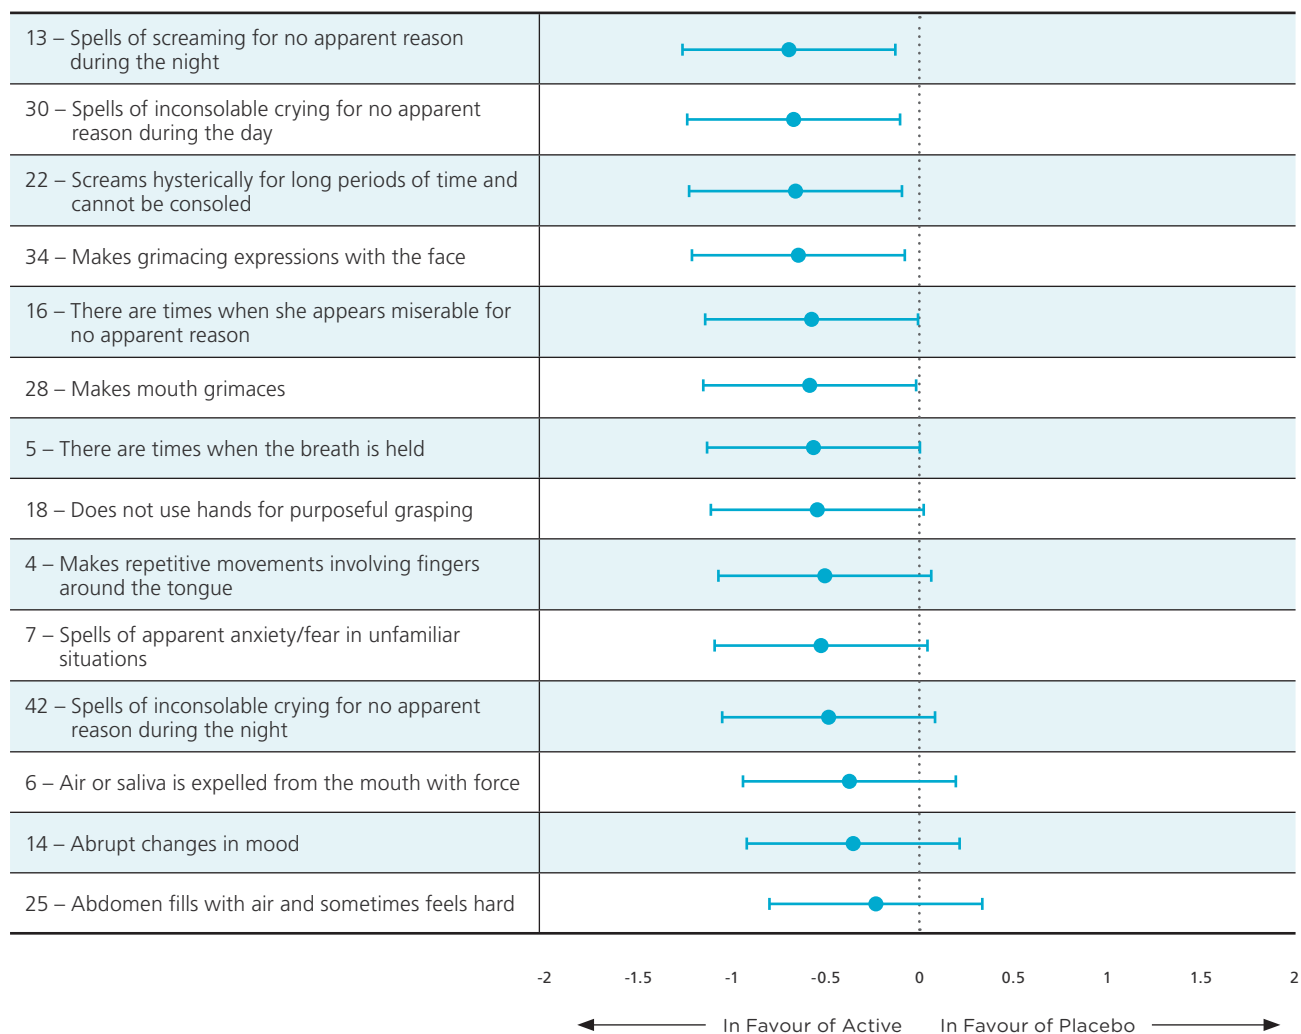 13 – Spells of screaming for no apparent reason
during the night
30 – Spells of inconsolable crying for no apparent
reason during the day
22 – Screams hysterically for long periods of time and
cannot be consoled
34 – Makes grimacing expressions with the face
16 – There are times when she appears miserable for
no apparent reason
28 – Makes mouth grimaces
5 – There are times when the breath is held
18 – Does not use hands for purposeful grasping
4 – Makes repetitive movements involving fingers
around the tongue
7 – Spells of apparent anxiety/fear in unfamiliar
situations
42 – Spells of inconsolable crying for no apparent
reason during the night
6 – Air or saliva is expelled from the mouth with force
14 – Abrupt changes in mood
25 – Abdomen fills with air and sometimes feels hard
-2 -1.5 -1 -0.5 0 0.5 1 1.5 2
In Favour of Active In Favour of Placebo